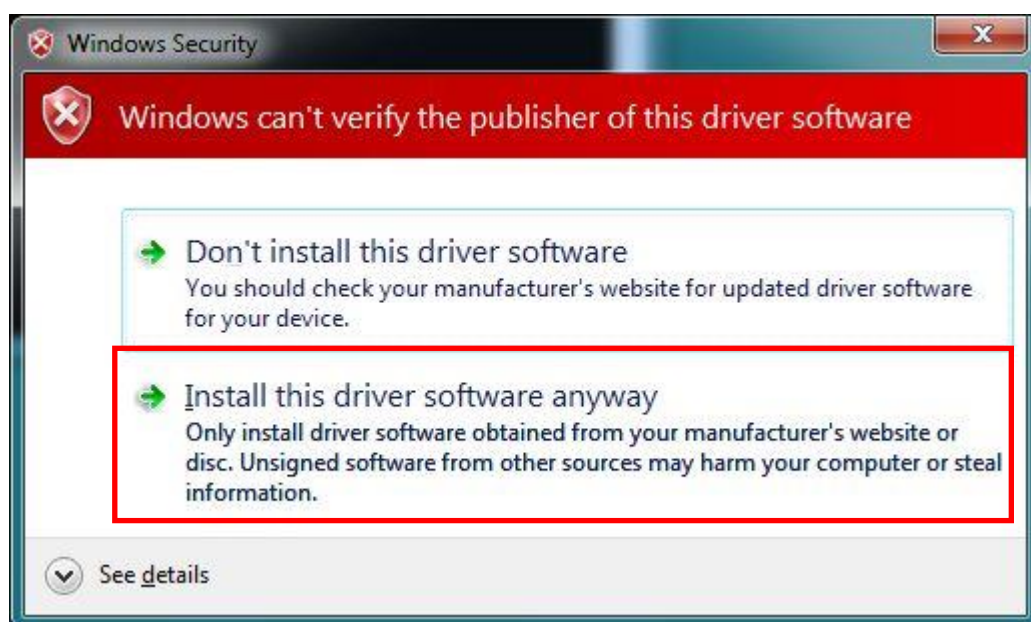 Windows Security
Windows can't verify the publisher of this driver software
Don't install this driver software
You should check your manufacturer's website for updated driver software
for your device.
Install this driver software anyway
Only install driver software obtained from your manufacturer's website or
disc. Unsigned software from other sources may harm your computer or steal
information.
See details